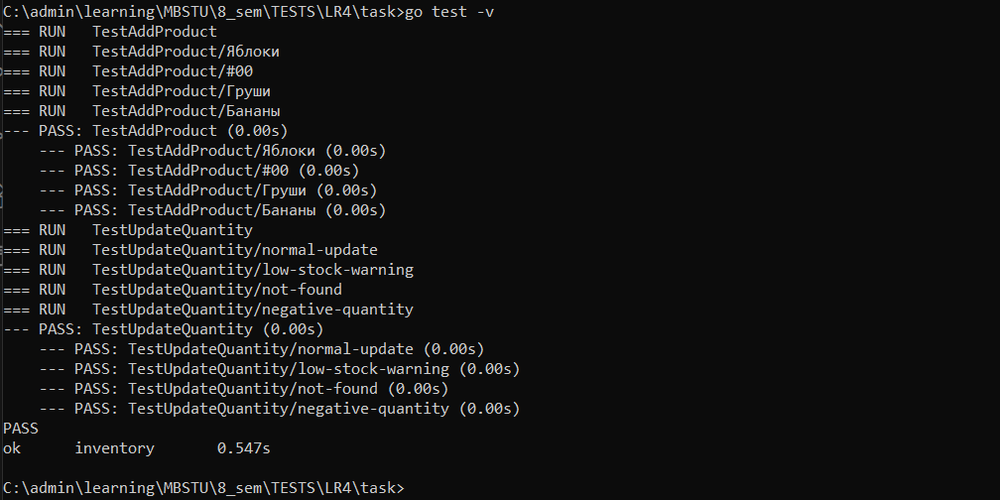 C:\admin\learning\MBSTU\8_sem\TESTS\LR4\task>go test -v
=== RUN   TestAddProduct
=== RUN   TestAddProduct/Яблоки
=== RUN   TestAddProduct/#00
=== RUN   TestAddProduct/Груши
=== RUN   TestAddProduct/Бананы
--- PASS: TestAddProduct (0.00s)
    --- PASS: TestAddProduct/Яблоки (0.00s)
    --- PASS: TestAddProduct/#00 (0.00s)
    --- PASS: TestAddProduct/Груши (0.00s)
    --- PASS: TestAddProduct/Бананы (0.00s)
=== RUN   TestUpdateQuantity
=== RUN   TestUpdateQuantity/normal-update
=== RUN   TestUpdateQuantity/low-stock-warning
=== RUN   TestUpdateQuantity/not-found
=== RUN   TestUpdateQuantity/negative-quantity
--- PASS: TestUpdateQuantity (0.00s)
    --- PASS: TestUpdateQuantity/normal-update (0.00s)
    --- PASS: TestUpdateQuantity/low-stock-warning (0.00s)
    --- PASS: TestUpdateQuantity/not-found (0.00s)
    --- PASS: TestUpdateQuantity/negative-quantity (0.00s)
PASS
ok      inventory       0.547s
C:\admin\learning\MBSTU\8_sem\TESTS\LR4\task>